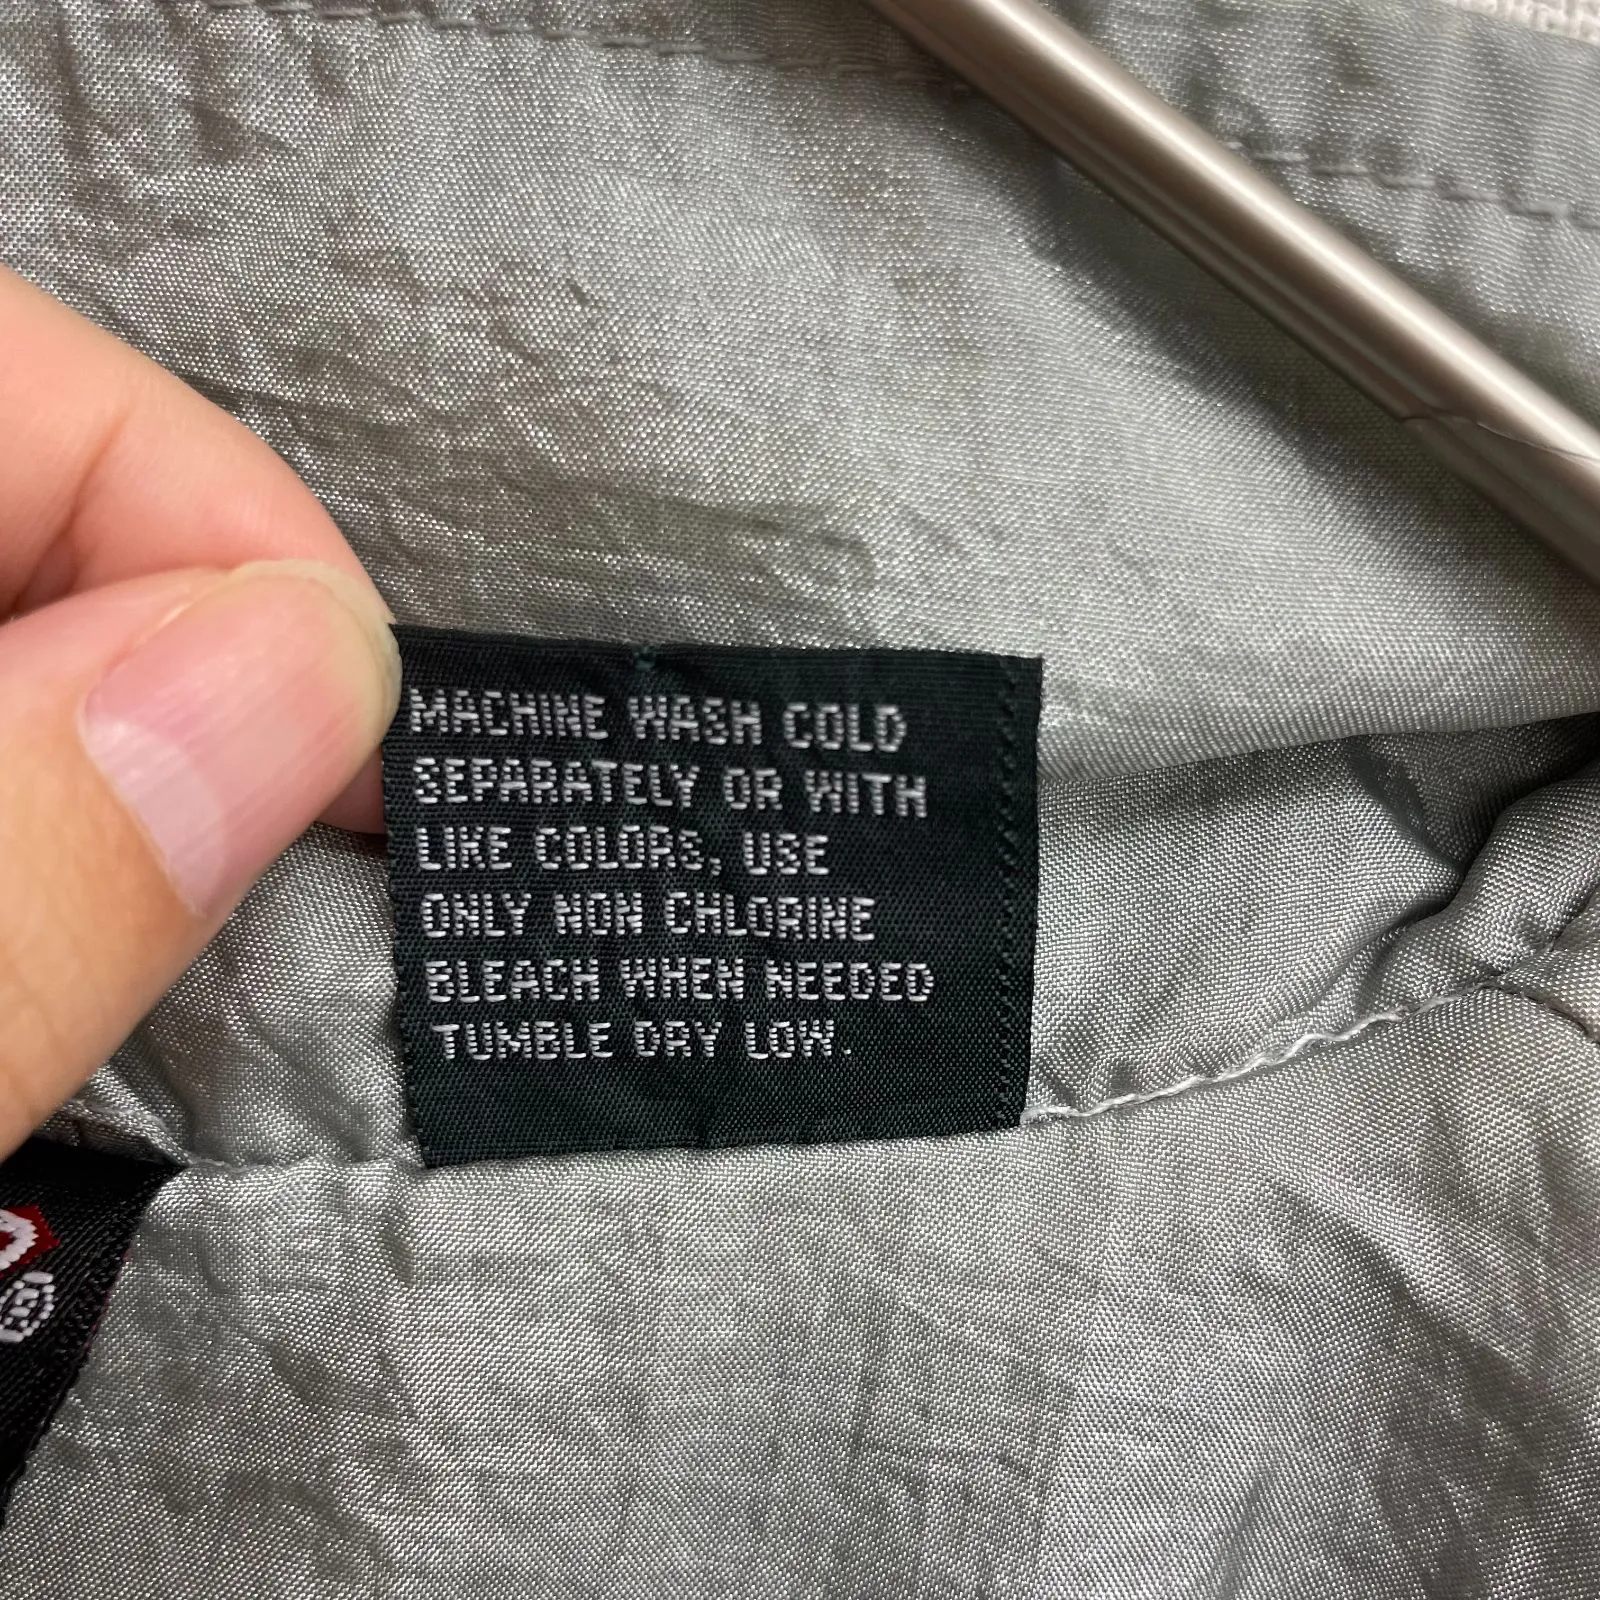 MACHINE WASH COLD
SEPARATELY OR WITH
LIKE COLORS, USE
ONLY NON CHLORINE
BLEACH WHEN NEEDED
TUMBLE DRY LOW.
®